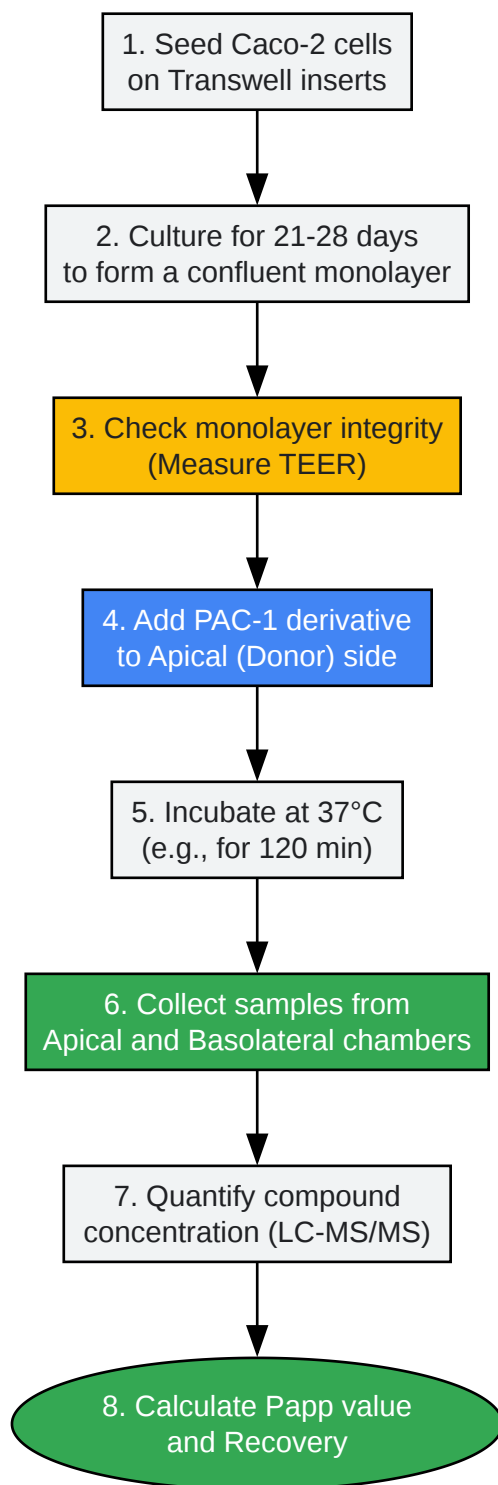 1. Seed Caco-2 cells
on Transwell inserts
2. Culture for 21-28 days
to form a confluent monolayer
3. Check monolayer integrity
(Measure TEER)
4. Add PAC-1 derivative
to Apical (Donor) side
5. Incubate at 37°C
(e.g., for 120 min)
6. Collect samples from
Apical and Basolateral chambers
7. Quantify compound
concentration (LC-MS/MS)
8. Calculate Papp value
and Recovery